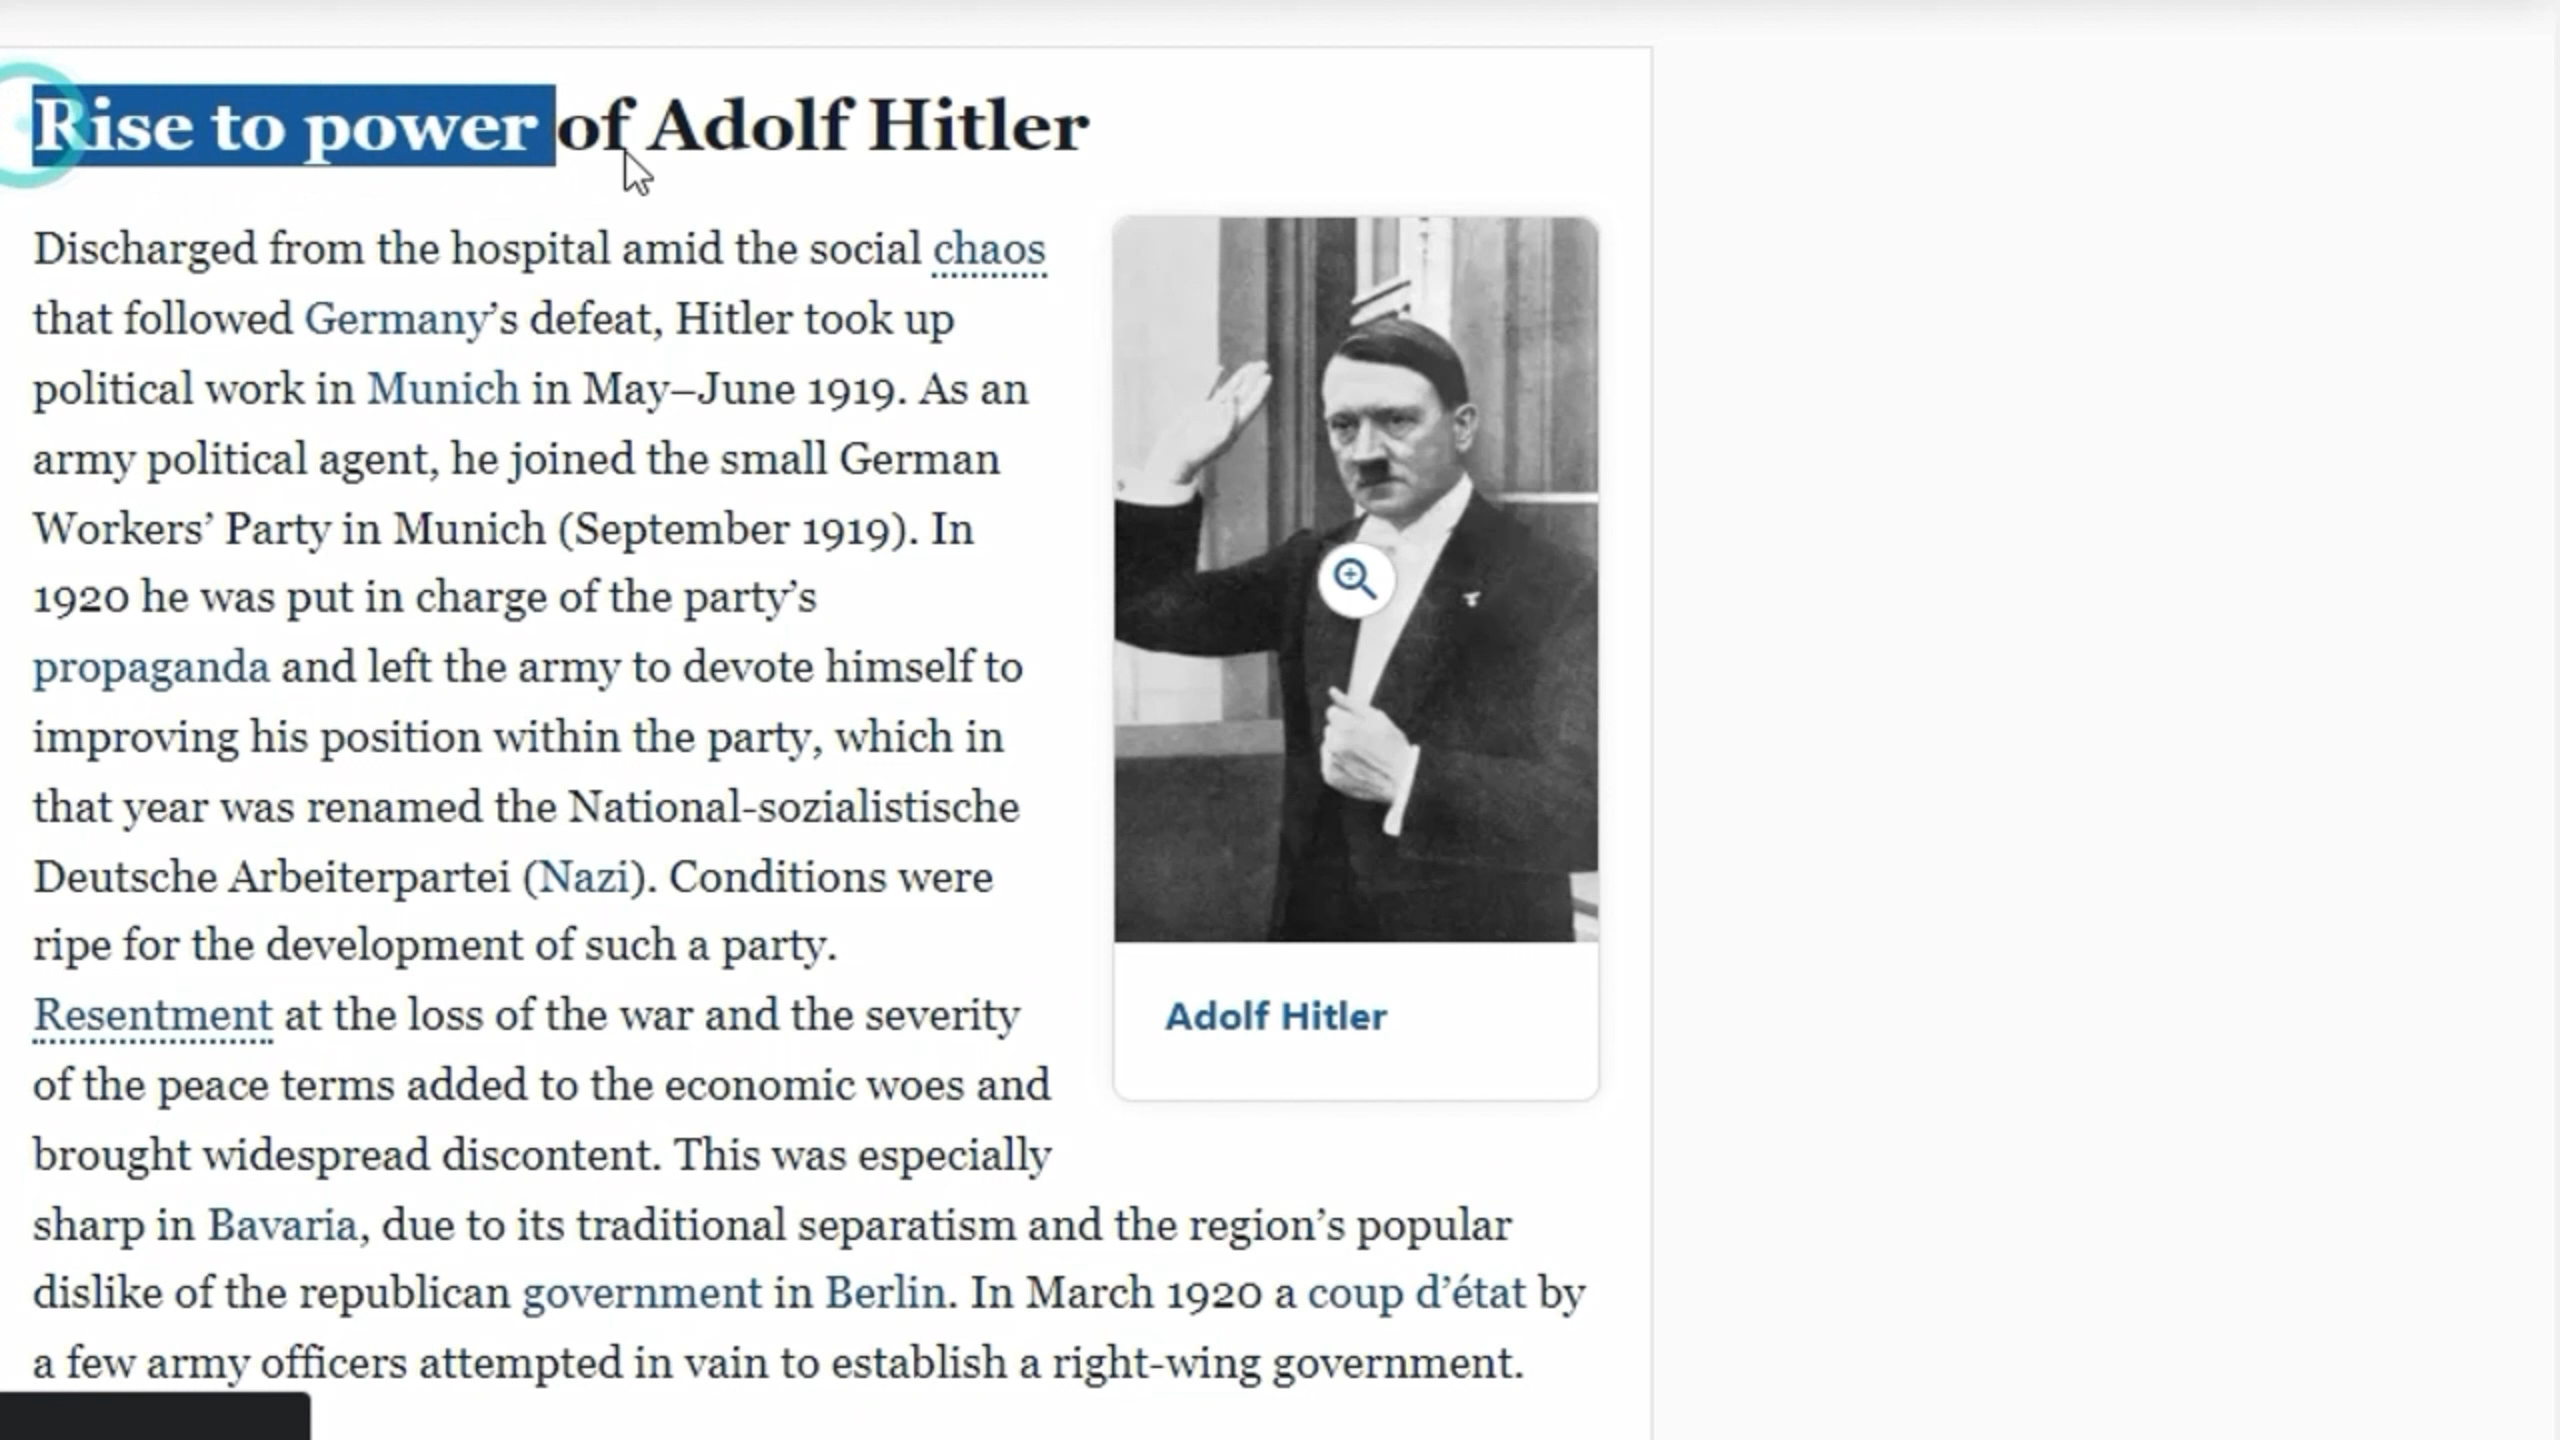 Rise to power of Adolf Hitler
Discharged from the hospital amid the social chaos
that followed Germany’s defeat, Hitler took up
political work in Munich in May–June 1919. As an
army political agent, he joined the small German
Workers’ Party in Munich (September 1919). In
1920 he was put in charge of the party’s
propaganda and left the army to devote himself to
improving his position within the party, which in
that year was renamed the National-sozialistische
Deutsche Arbeiterpartei (Nazi). Conditions were
ripe for the development of such a party.
Resentment at the loss of the war and the severity
of the peace terms added to the economic woes and
brought widespread discontent. This was especially
sharp in Bavaria, due to its traditional separatism and the region’s popular
dislike of the republican government in Berlin. In March 1920 a coup d’état by
a few army officers attempted in vain to establish a right-wing government.
Adolf Hitler